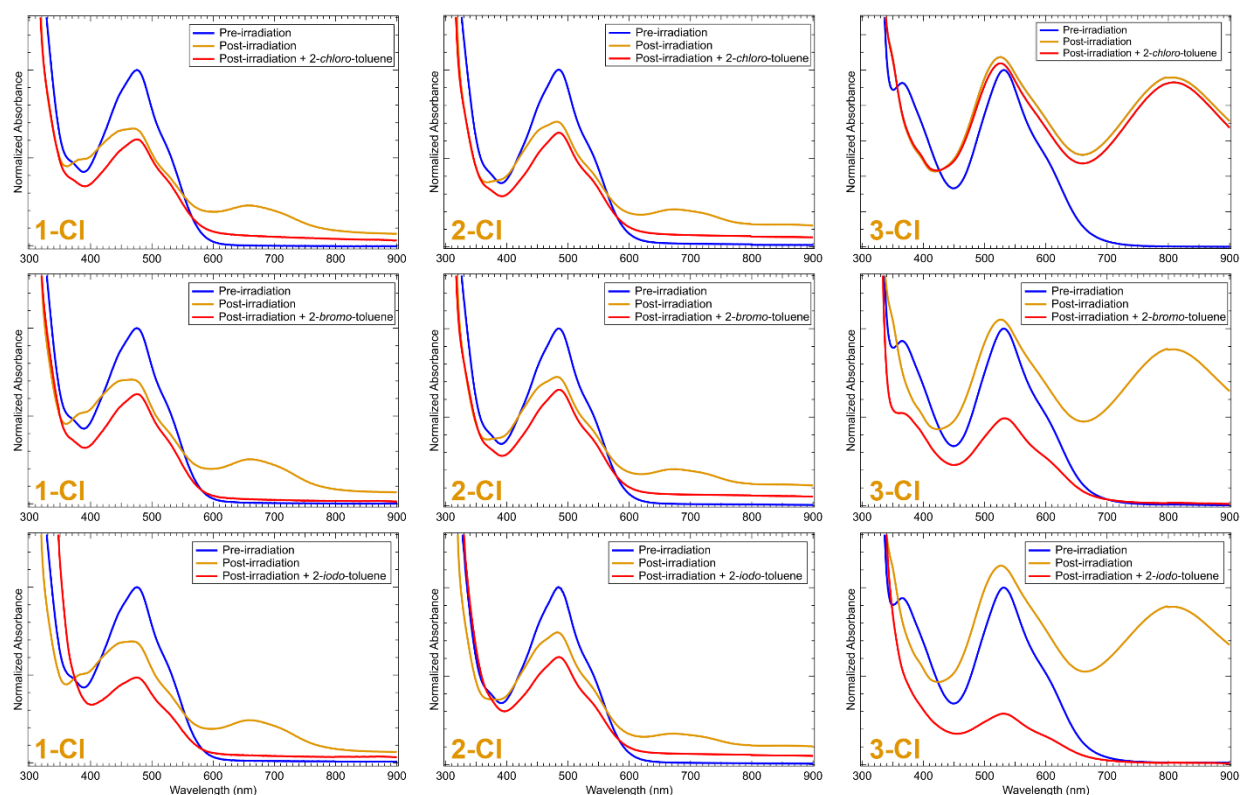 Normalized Absorbance
Pre-irradiation
Post-irradiation
Post-irradiation + 2-chloro-toluene
1-Cl
300 400 500 600 700 800 900
Normalized Absorbance
Pre-irradiation
Post-irradiation
Post-irradiation + 2-chloro-toluene
2-Cl
300 400 500 600 700 800 900
Normalized Absorbance
Pre-irradiation
Post-irradiation
Post-irradiation + 2-chloro-toluene
3-Cl
300 400 500 600 700 800 900
Normalized Absorbance
Pre-irradiation
Post-irradiation
Post-irradiation + 2-bromo-toluene
1-Cl
300 400 500 600 700 800 900
Normalized Absorbance
Pre-irradiation
Post-irradiation
Post-irradiation + 2-bromo-toluene
2-Cl
300 400 500 600 700 800 900
Normalized Absorbance
Pre-irradiation
Post-irradiation
Post-irradiation + 2-bromo-toluene
3-Cl
300 400 500 600 700 800 900
Normalized Absorbance
Pre-irradiation
Post-irradiation
Post-irradiation + 2-iodo-toluene
1-Cl
300 400 500 600 700 800 900
Wavelength (nm)
Normalized Absorbance
Pre-irradiation
Post-irradiation
Post-irradiation + 2-iodo-toluene
2-Cl
300 400 500 600 700 800 900
Wavelength (nm)
Normalized Absorbance
Pre-irradiation
Post-irradiation
Post-irradiation + 2-iodo-toluene
3-Cl
300 400 500 600 700 800 900
Wavelength (nm)